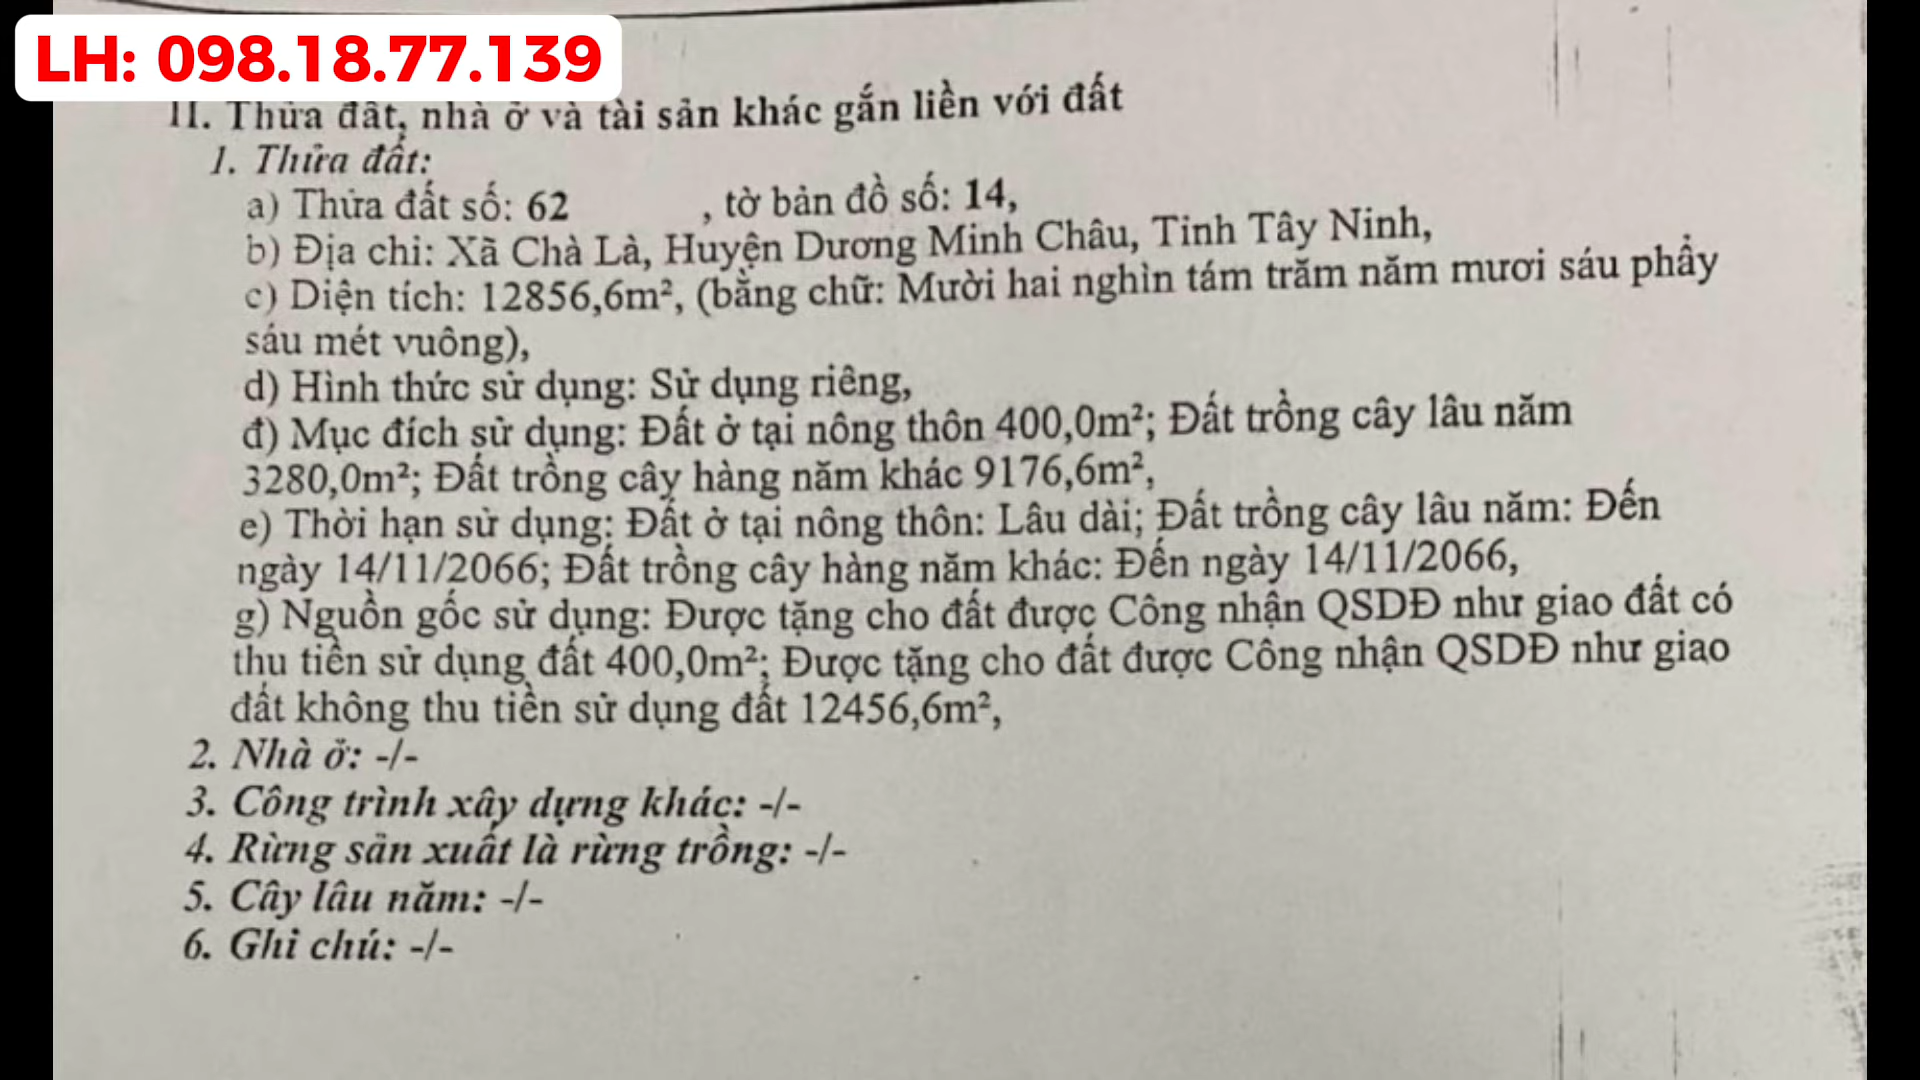 LH: 098.18.77.139
II. Thửa đất, nhà ở và tài sản khác gắn liền với đất
1. Thửa đất:
a) Thửa đất số: 62 , tờ bản đồ số: 14,
b) Địa chỉ: Xã Chà Là, Huyện Dương Minh Châu, Tỉnh Tây Ninh,
c) Diện tích: 12856,6m², (bằng chữ: Mười hai nghìn tám trăm năm mươi sáu phẩy
sáu mét vuông),
d) Hình thức sử dụng: Sử dụng riêng,
đ) Mục đích sử dụng: Đất ở tại nông thôn 400,0m²; Đất trồng cây lâu năm
3280,0m²; Đất trồng cây hàng năm khác 9176,6m²,
e) Thời hạn sử dụng: Đất ở tại nông thôn: Lâu dài; Đất trồng cây lâu năm: Đến
ngày 14/11/2066; Đất trồng cây hàng năm khác: Đến ngày 14/11/2066,
g) Nguồn gốc sử dụng: Được tặng cho đất được Công nhận QSDĐ như giao đất có
thu tiền sử dụng đất 400,0m²; Được tặng cho đất được Công nhận QSDĐ như giao
đất không thu tiền sử dụng đất 12456,6m²,
2. Nhà ở: -/-
3. Công trình xây dựng khác: -/-
4. Rừng sản xuất là rừng trồng: -/-
5. Cây lâu năm: -/-
6. Ghi chú: -/-